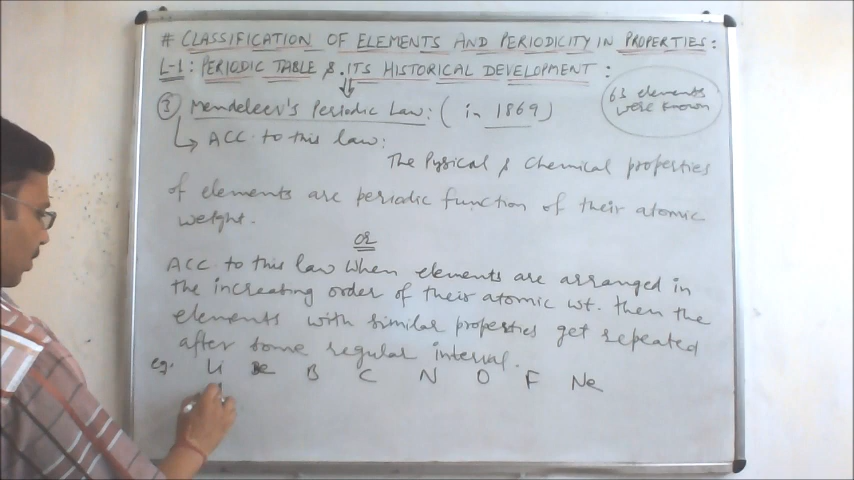 # CLASSIFICATION OF ELEMENTS AND PERIODICITY IN PROPERTIES:
L-1: PERIODIC TABLE & ITS HISTORICAL DEVELOPMENT:
63 elements
were known
③ Mendeleev's Periodic Law: ( in 1869)
ACC. to this law:
The Pysical & Chemical properties
of elements are periodic function of their atomic
weight.
or
ACC. to this law When elements are arranged in
the increating order of their atomic wt. then the
elements with similar properties get repeated
after some regular interval.
eg. Li Be B C N O F Ne